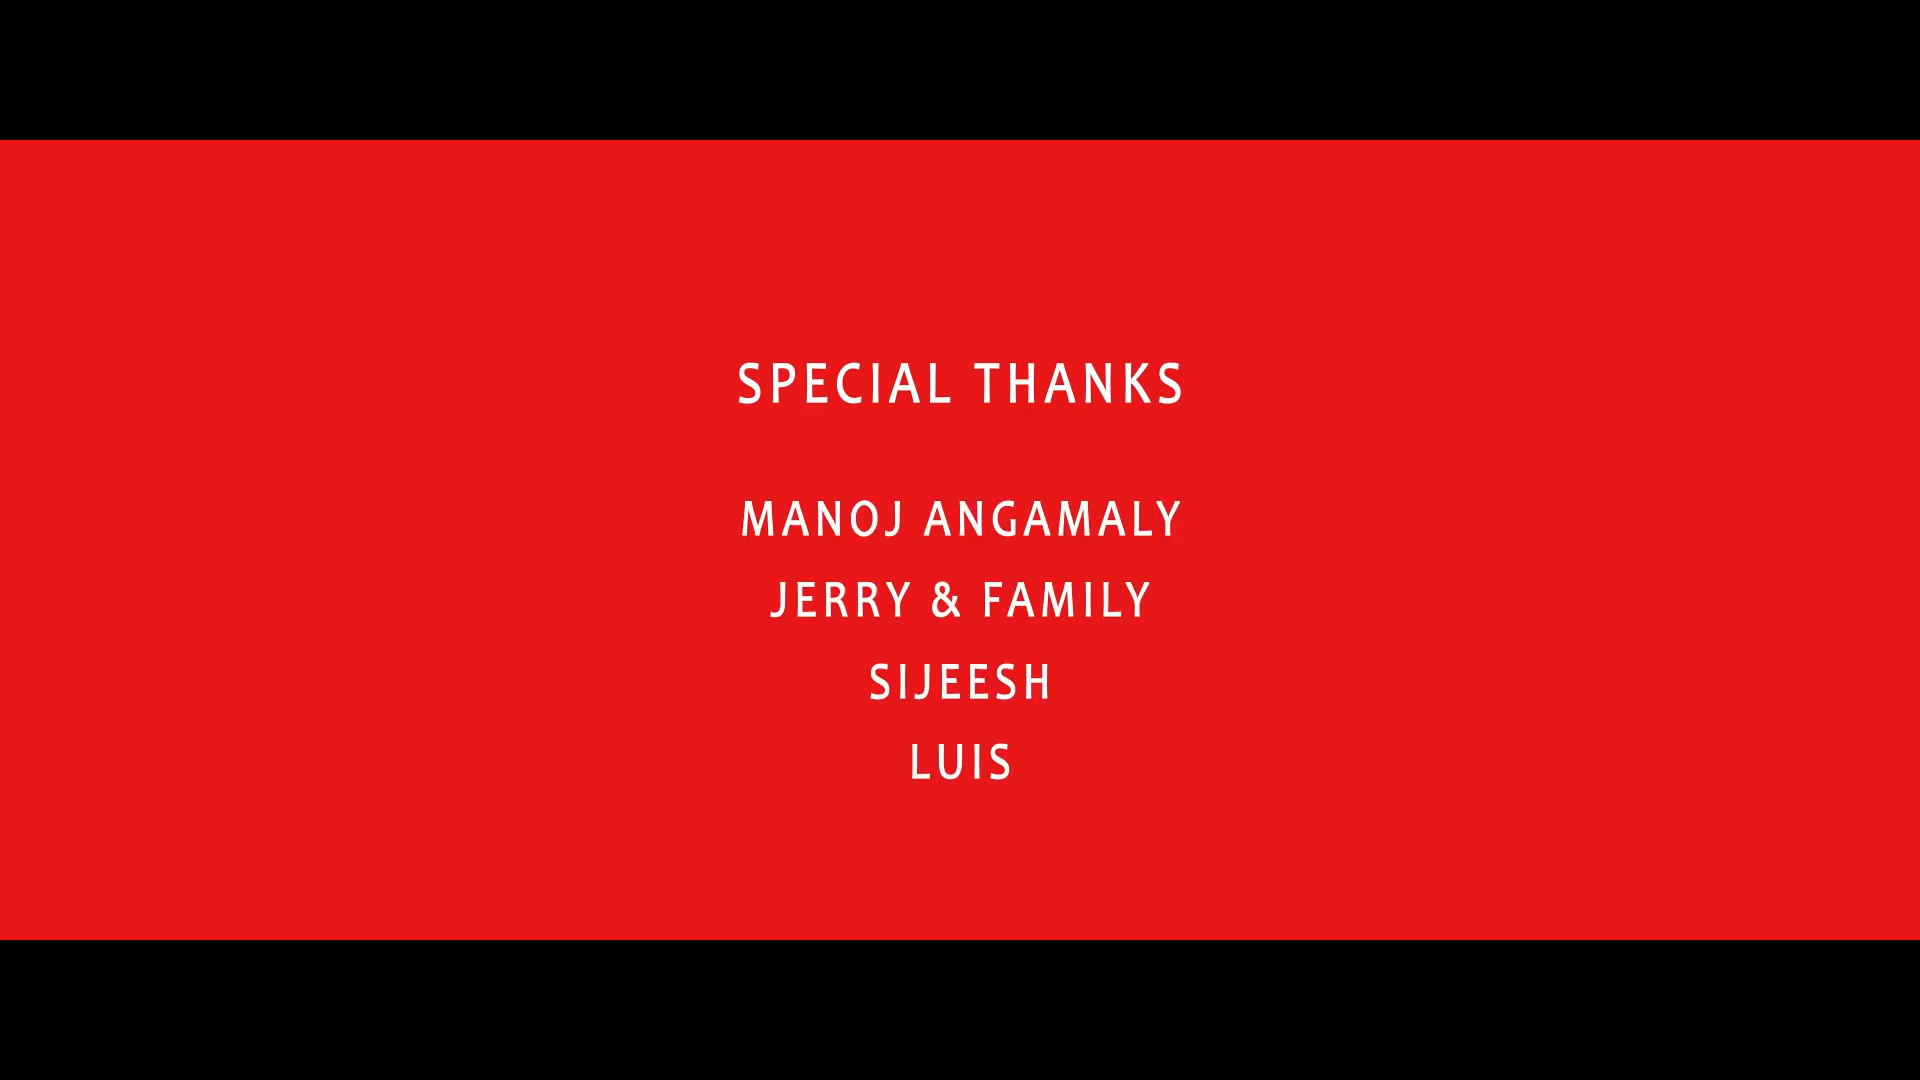 SPECIAL THANKS
MANOJ ANGAMALY
JERRY & FAMILY
SIJEESH
LUIS